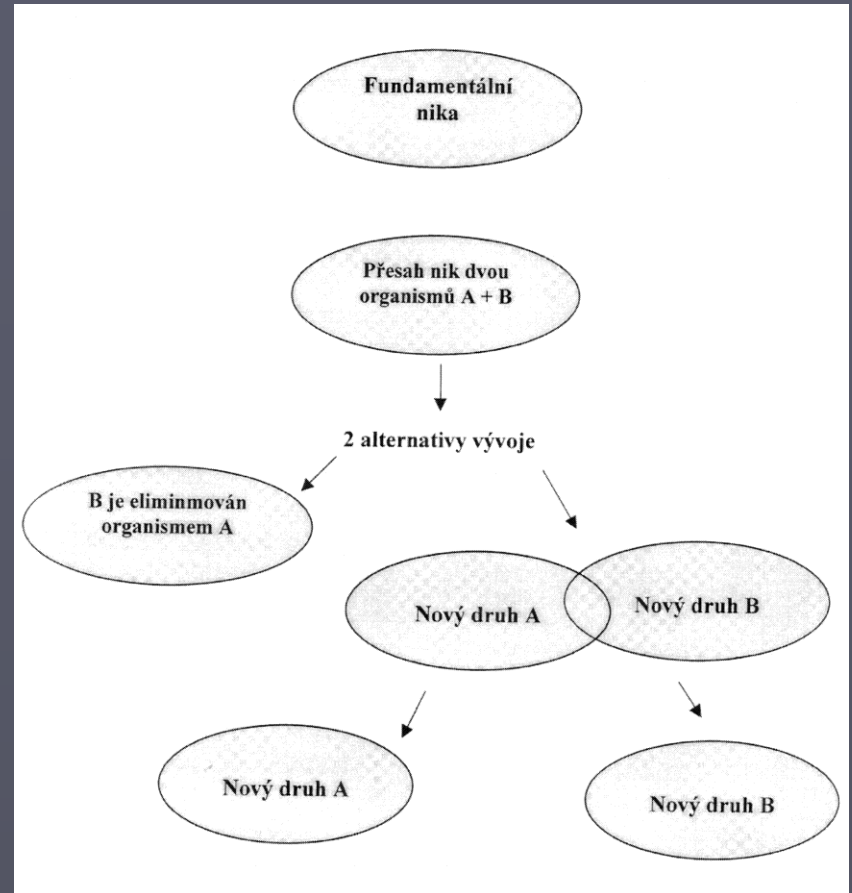 Fundamentální
nika
Přesah nik dvou
organismů A + B
2 alternativy vývoje
B je eliminmován
organismem A
Nový druh A
Nový druh B
Nový druh A
Nový druh B